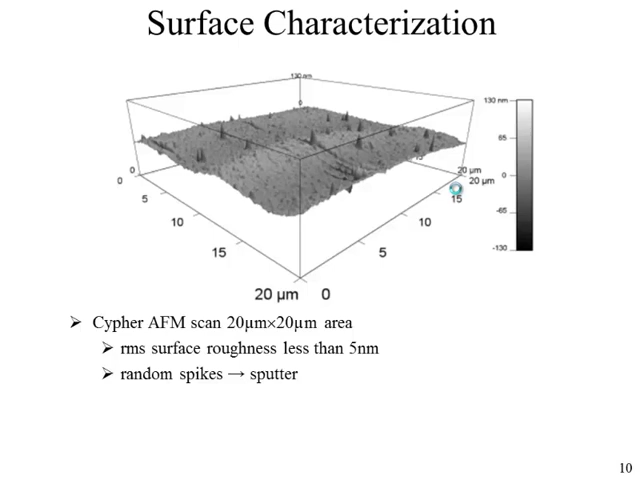 Surface Characterization
130 nm
0
130 nm
65
0
-65
-130
0
0
5
10
15
20 µm
0
5
10
15
20 µm
20 µm
➢ Cypher AFM scan 20µm×20µm area
➢ rms surface roughness less than 5nm
➢ random spikes → sputter
10